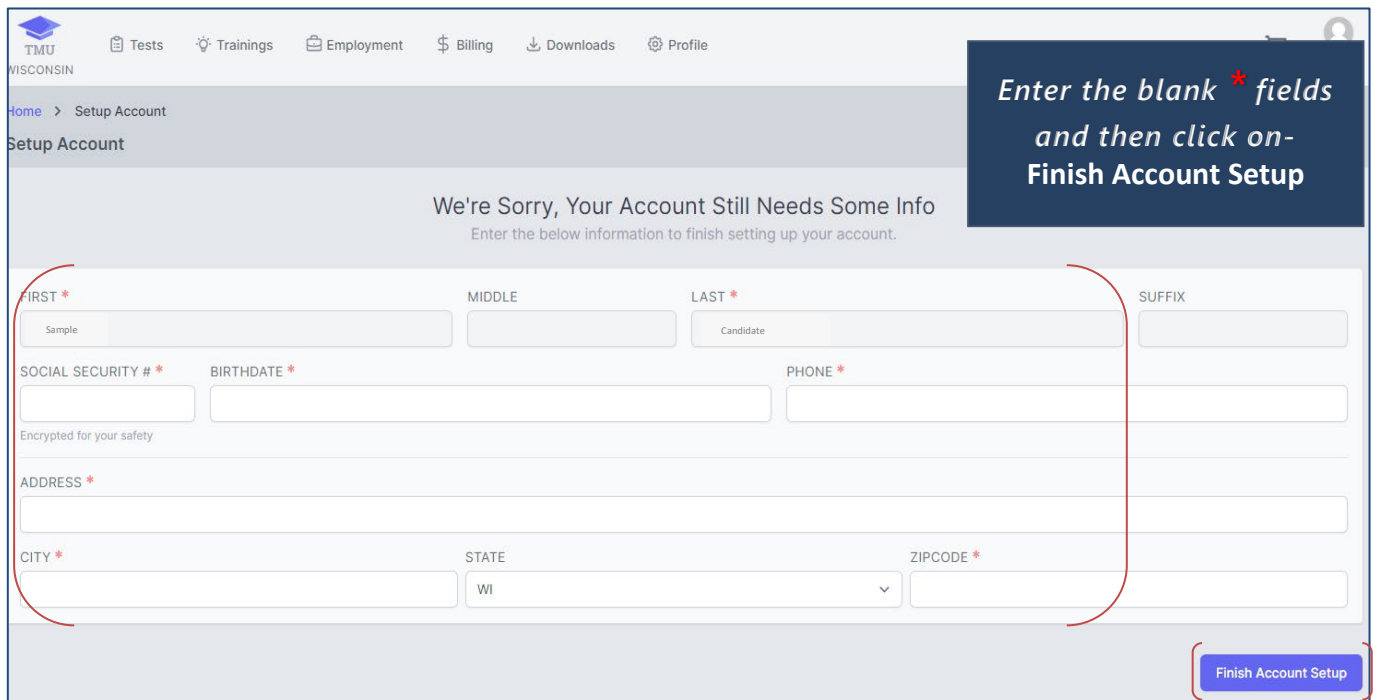 TMU
WISCONSIN
Tests Trainings Employment $ Billing Downloads Profile
Enter the blank * fields
and then click on-
Finish Account Setup
Home > Setup Account
Setup Account
We're Sorry, Your Account Still Needs Some Info
Enter the below information to finish setting up your account.
FIRST * MIDDLE LAST * SUFFIX
Sample Candidate
SOCIAL SECURITY # * BIRTHDATE * PHONE *
Encrypted for your safety
ADDRESS *
CITY * STATE ZIPCODE *
WI
Finish Account Setup